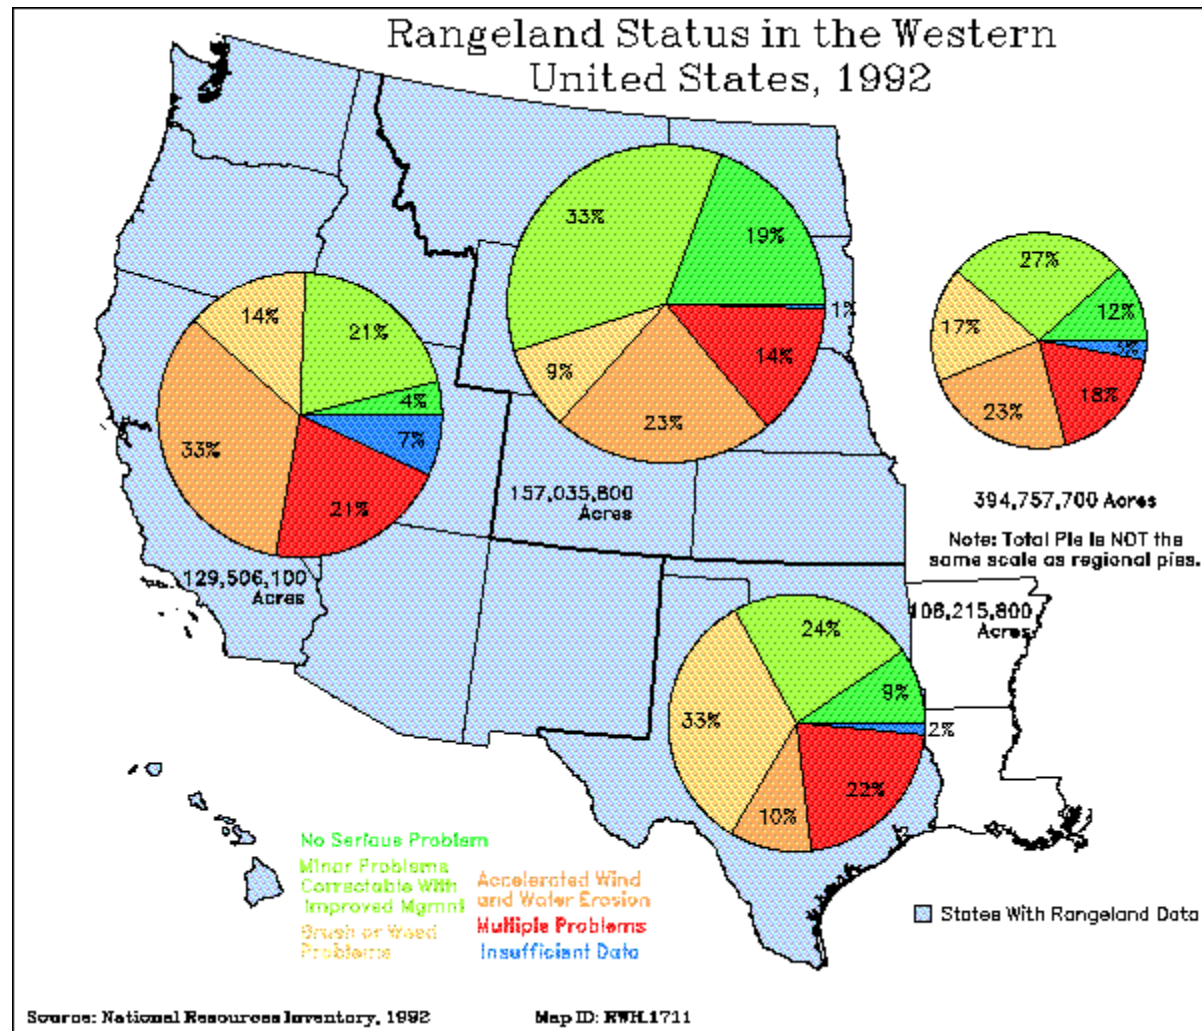 Rangeland Status in the Western
United States, 1992
33%
19%
1%
14%
23%
9%
157,035,800
Acres
14%
21%
4%
7%
21%
33%
129,506,100
Acres
27%
12%
3%
18%
23%
17%
394,757,700 Acres
Note: Total Pie is NOT the
same scale as regional pies.
108,215,800
Acres
24%
9%
2%
22%
10%
33%
No Serious Problem
Minor Problems
Correctable With
Improved Mgmnt
Brush or Weed
Problems
Accelerated Wind
and Water Erosion
Multiple Problems
Insufficient Data
States With Rangeland Data
Source: National Resources Inventory, 1992
Map ID: RWH.1711